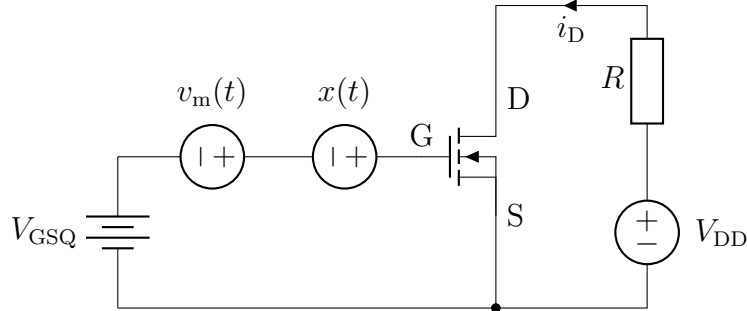 i_D
D
R
v_m(t)
x(t)
G
S
V_GSQ
V_DD